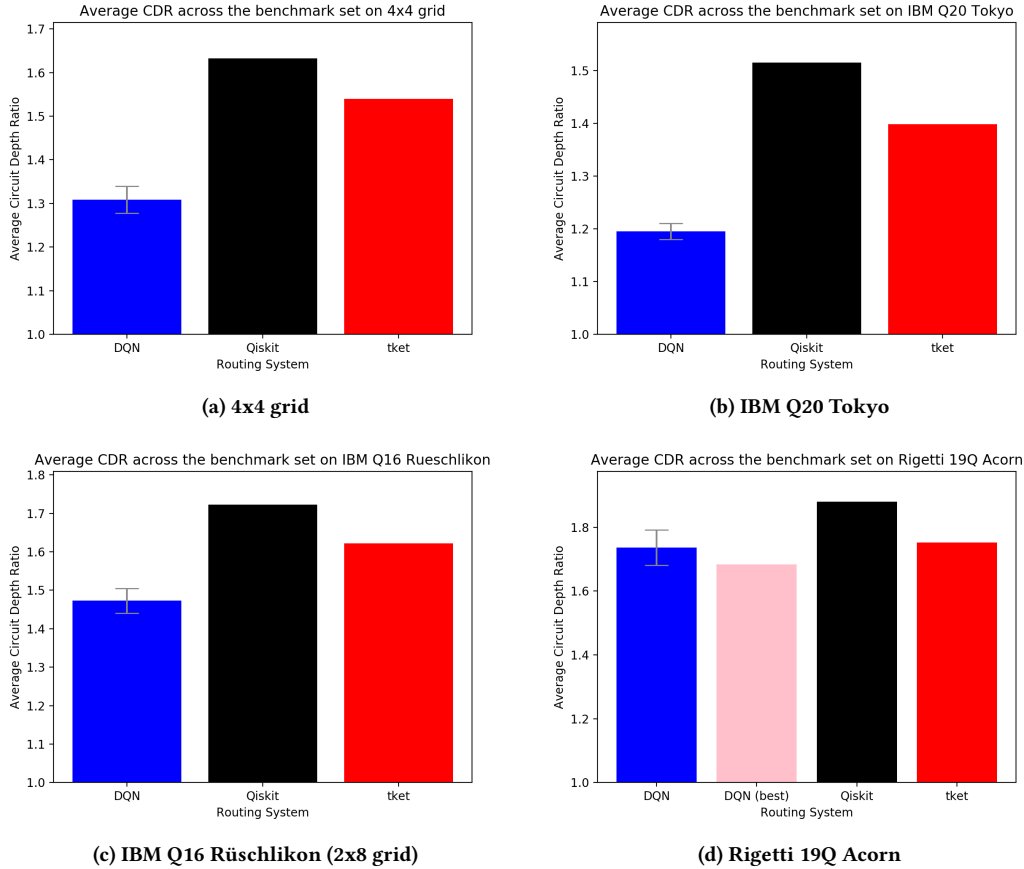 Average CDR across the benchmark set on 4x4 grid
1.7
1.6
1.5
1.4
1.3
1.2
1.1
1.0
Average Circuit Depth Ratio
DQN Qiskit tket
Routing System
(a) 4x4 grid
Average CDR across the benchmark set on IBM Q20 Tokyo
1.5
1.4
1.3
1.2
1.1
1.0
Average Circuit Depth Ratio
DQN Qiskit tket
Routing System
(b) IBM Q20 Tokyo
Average CDR across the benchmark set on IBM Q16 Rueschlikon
1.8
1.7
1.6
1.5
1.4
1.3
1.2
1.1
1.0
Average Circuit Depth Ratio
DQN Qiskit tket
Routing System
(c) IBM Q16 Rüschlikon (2x8 grid)
Average CDR across the benchmark set on Rigetti 19Q Acorn
1.8
1.6
1.4
1.2
1.0
Average Circuit Depth Ratio
DQN DQN (best) Qiskit tket
Routing System
(d) Rigetti 19Q Acorn